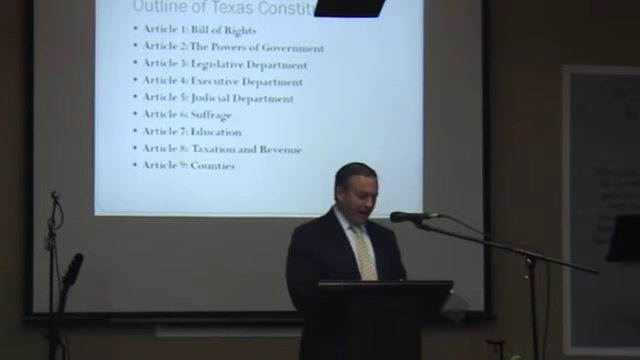 Outline of Texas Constit
• Article 1: Bill of Rights
• Article 2: The Powers of Government
• Article 3: Legislative Department
• Article 4: Executive Department
• Article 5: Judicial Department
• Article 6: Suffrage
• Article 7: Education
• Article 8: Taxation and Revenue
• Article 9: Counties